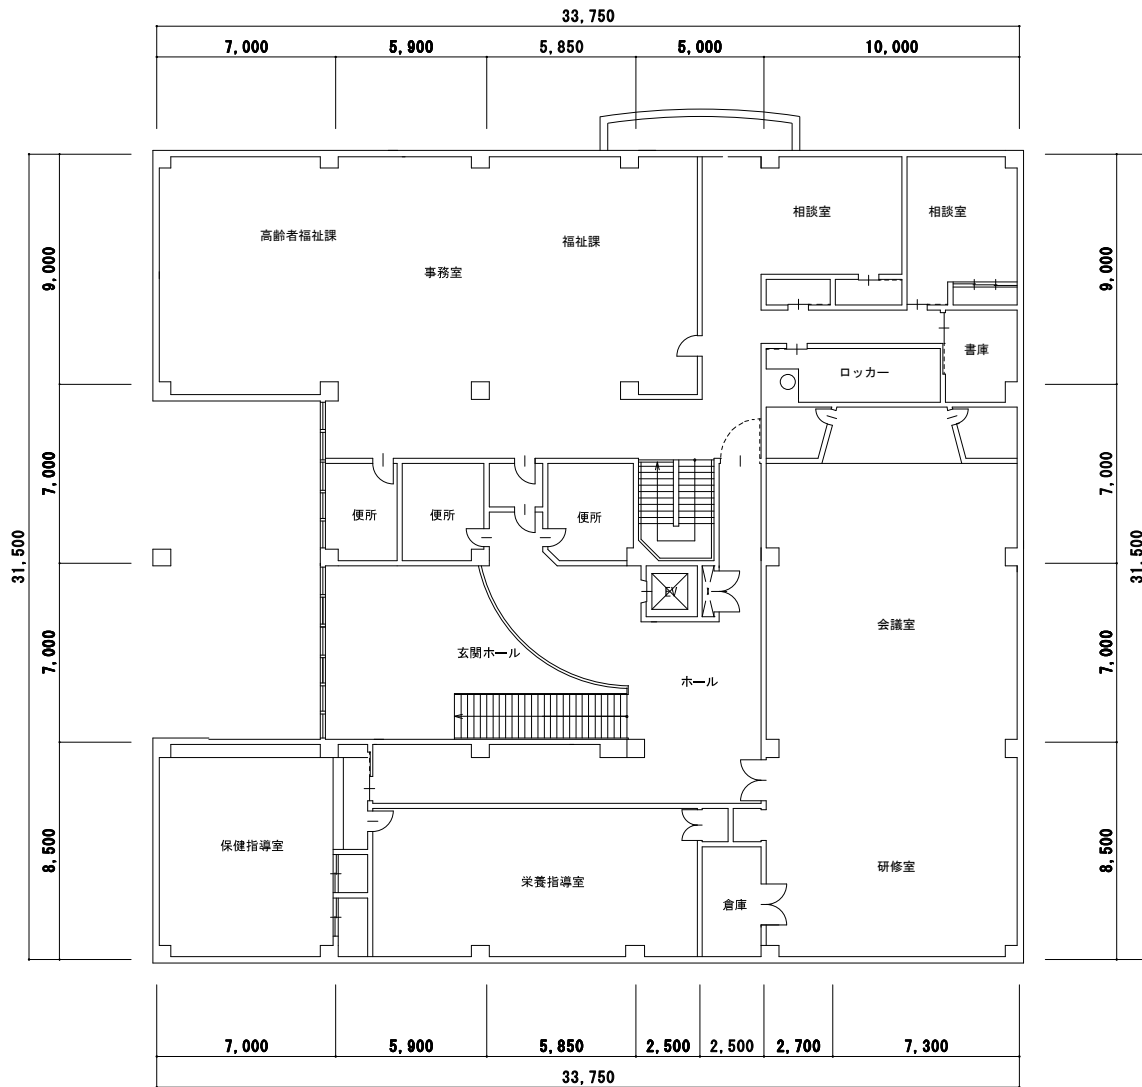 33,750
7,000 5,900 5,850 5,000 10,000
相談室 相談室
高齢者福祉課 福祉課
事務室
9,000 9,000
書庫
ロッカー
7,000 7,000
便所 便所 便所
31,500 31,500
EV
会議室
玄関ホール
ホール
7,000 7,000
保健指導室
8,500 8,500
研修室
栄養指導室
倉庫
7,000 5,900 5,850 2,500 2,500 2,700 7,300
33,750